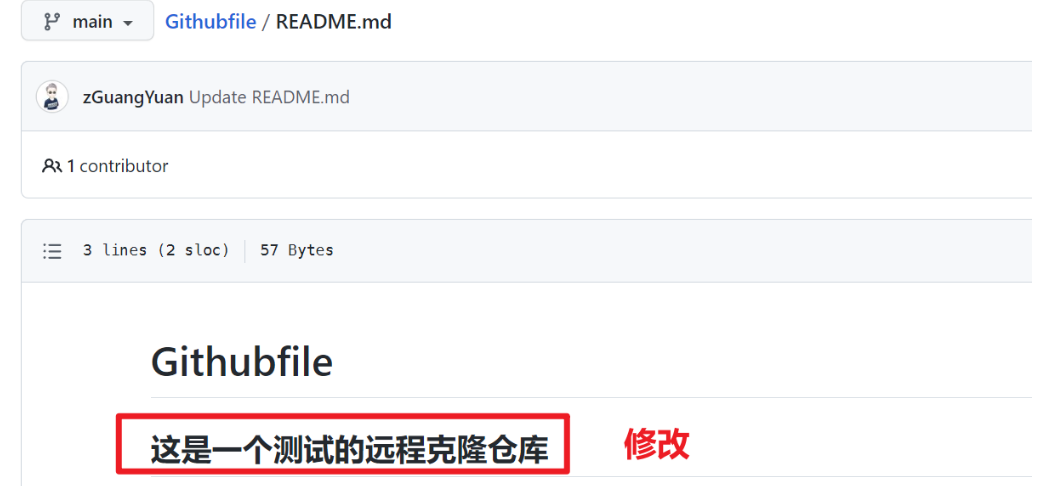 main Githubfile / README.md
zGuangYuan Update README.md
1 contributor
3 lines (2 sloc) 57 Bytes
Githubfile
这是一个测试的远程克隆仓库 修改